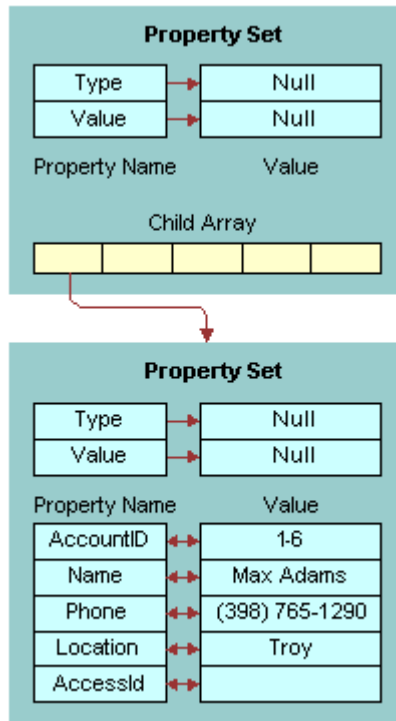 Property Set
Type Null
Value Null
Property Name Value
Child Array
Property Set
Type Null
Value Null
Property Name Value
AccountID 1-6
Name Max Adams
Phone (398) 765-1290
Location Troy
AccessId